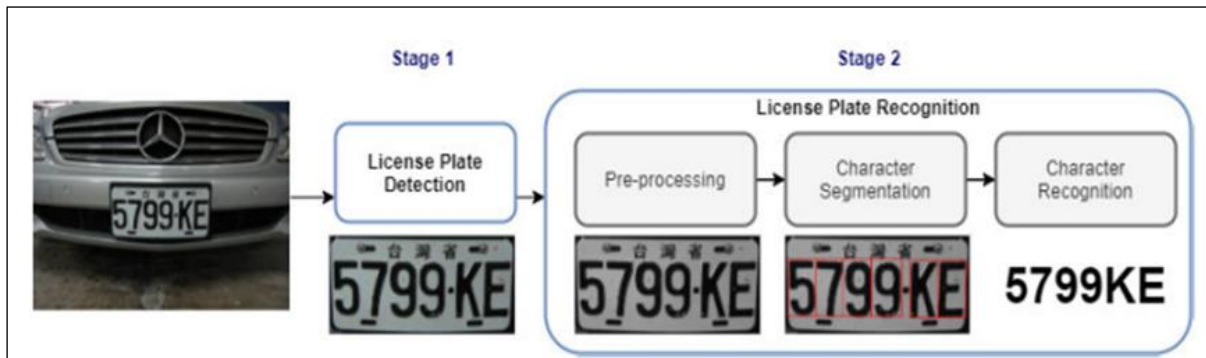 Stage 1
Stage 2
License Plate Recognition
License Plate
Detection
Pre-processing
Character
Segmentation
Character
Recognition
台灣省
5799·KE
台灣省
5799·KE
台灣省
5799·KE
台灣省
5799·KE
5799KE